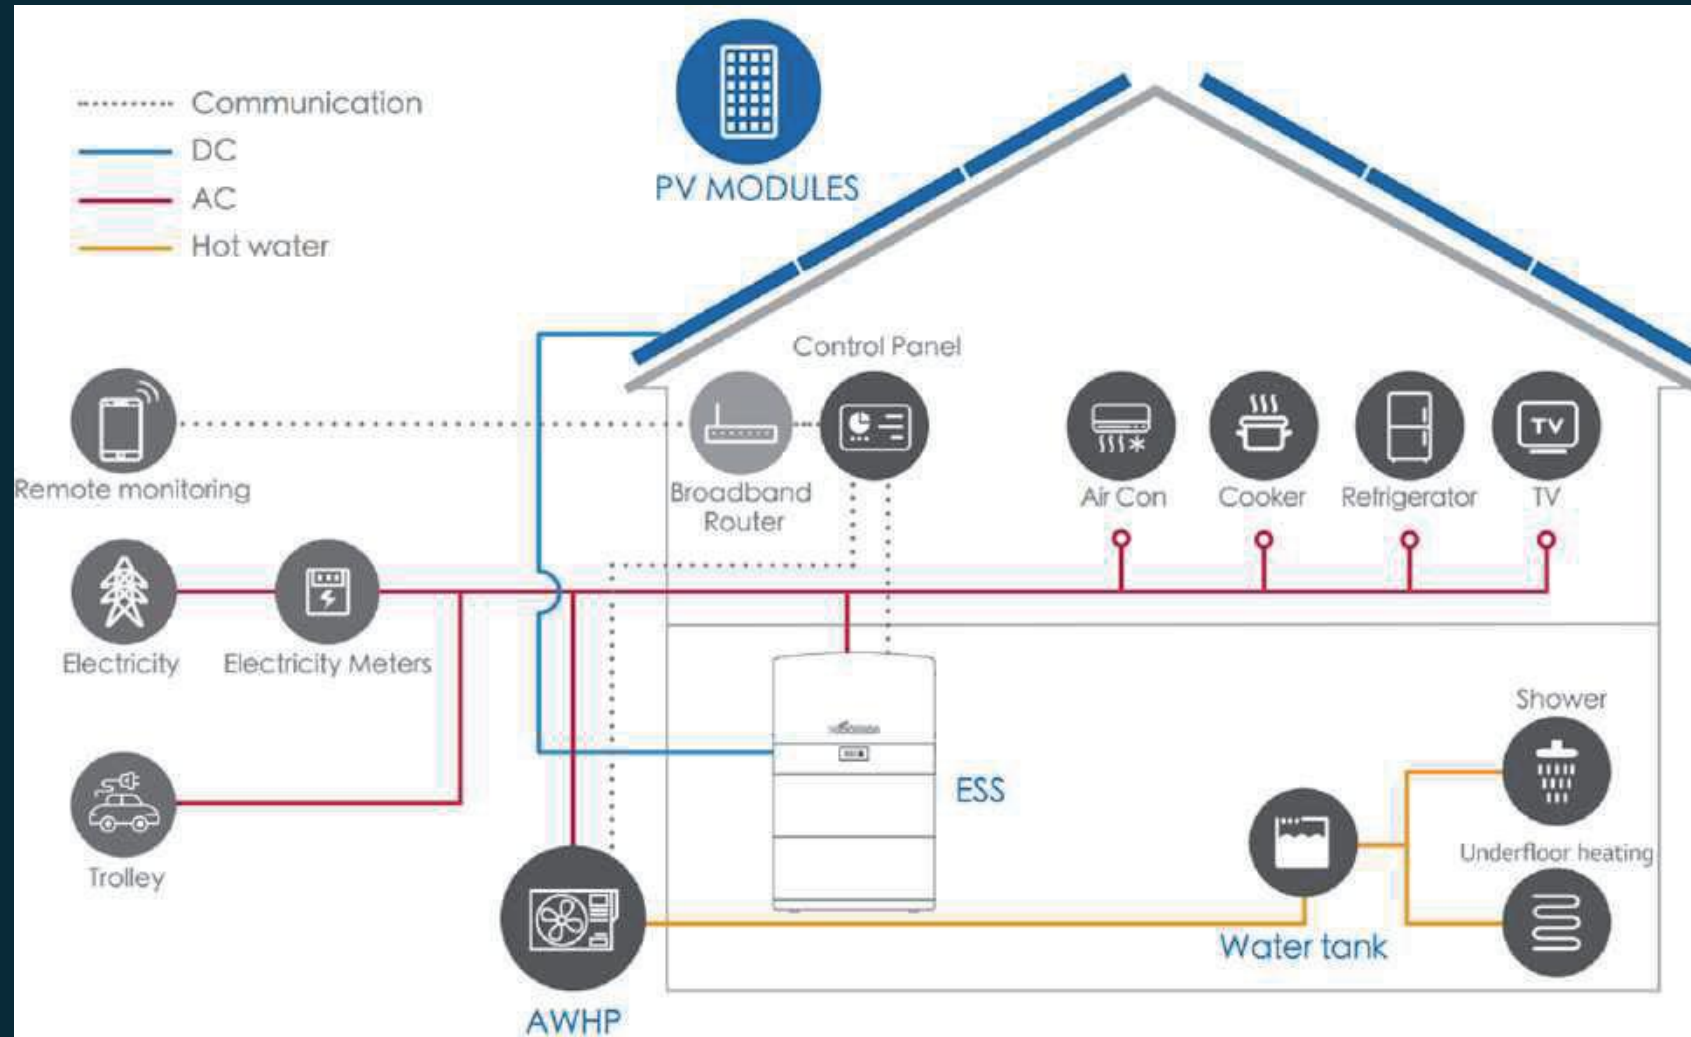 Communication
DC
AC
Hot water
PV MODULES
Control Panel
Remote monitoring
Broadband
Router
Air Con
Cooker
Refrigerator
TV
TV
Electricity
Electricity Meters
Trolley
ESS
Shower
Underfloor heating
Water tank
AWHP